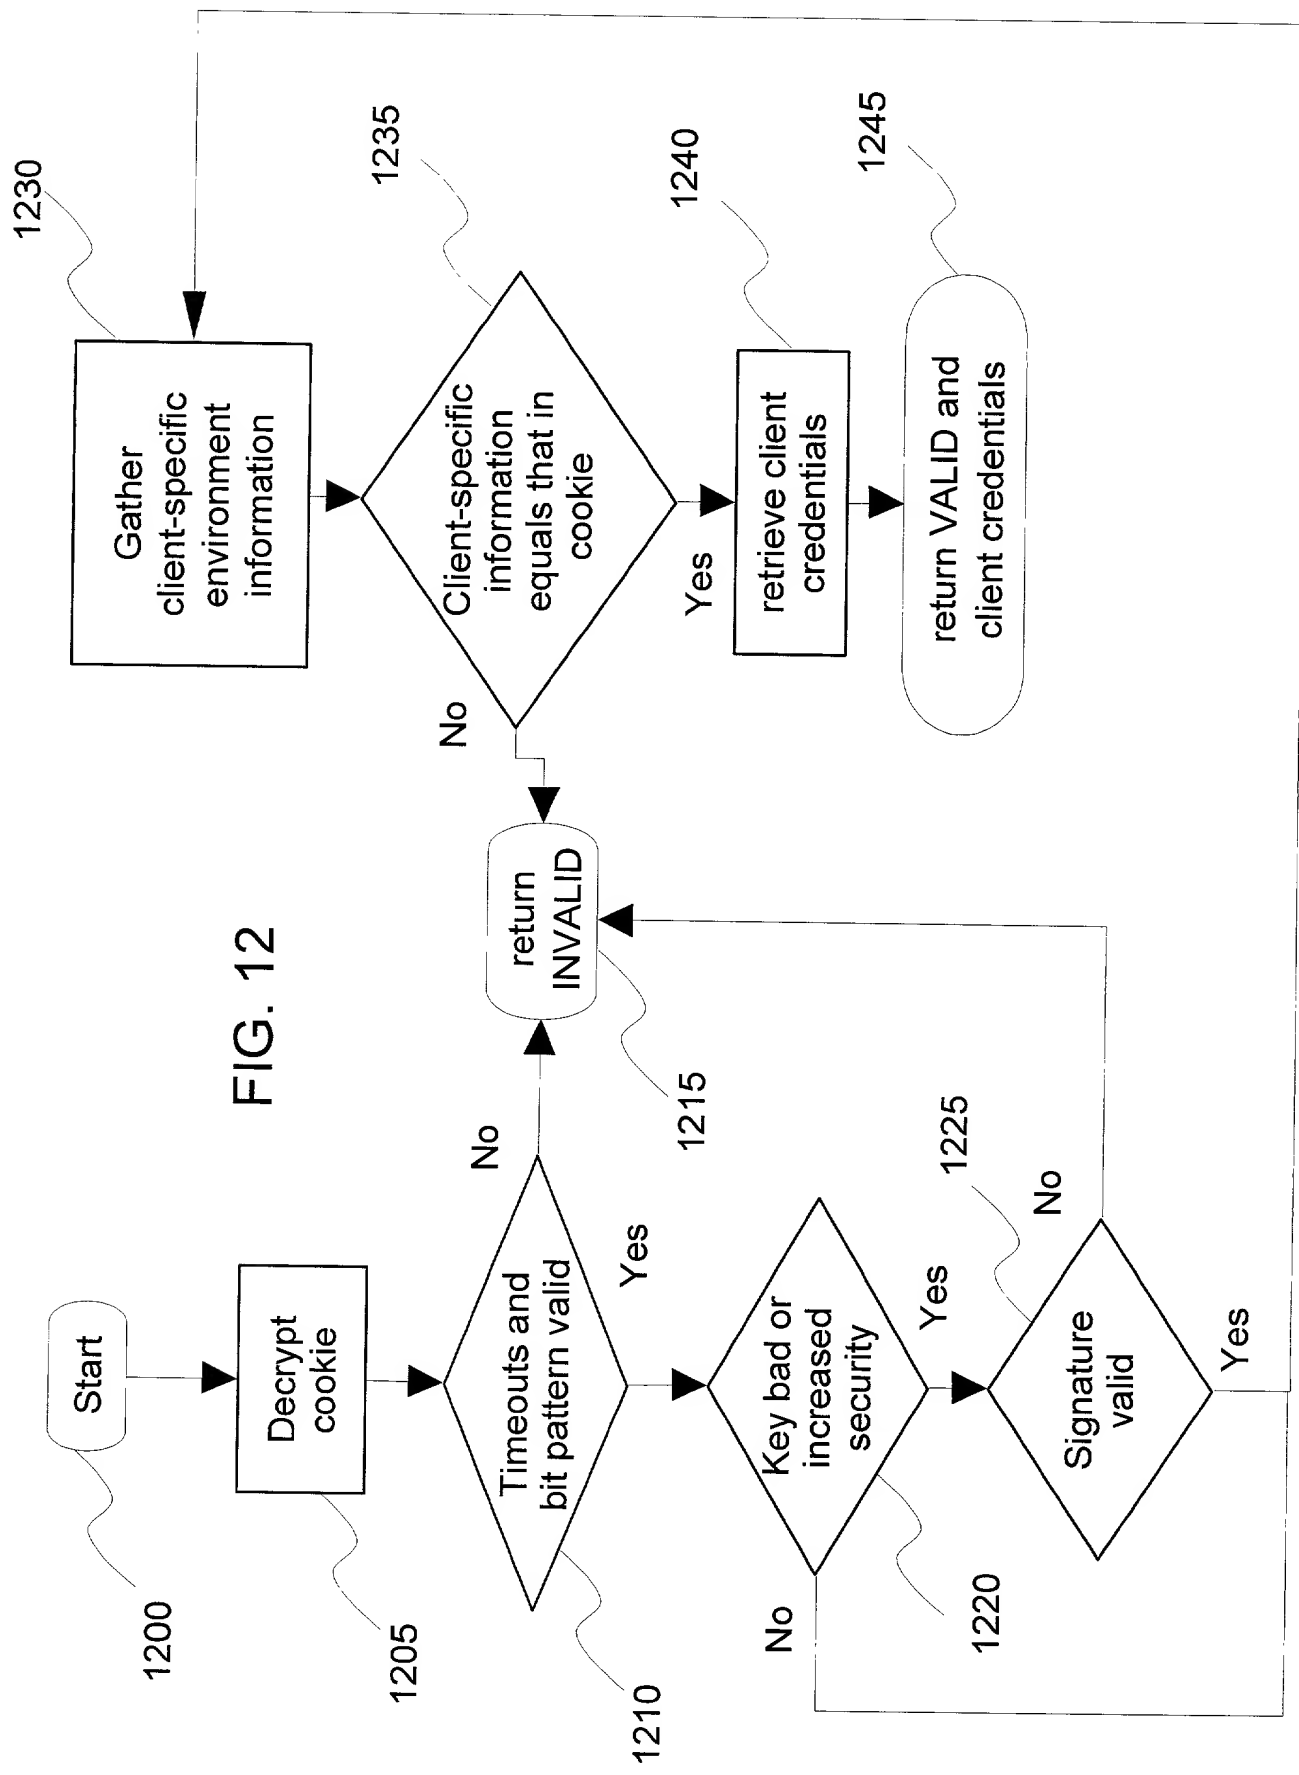 FIG. 12
Start
1200
Decrypt
cookie
1205
Timeouts and
bit pattern valid
1210
No
Yes
return
INVALID
1215
Key bad or
increased
security
1220
No
Yes
Signature
valid
1225
No
Yes
Gather
client-specific
environment
information
1230
Client-specific
information
equals that in
cookie
1235
No
Yes
retrieve client
credentials
1240
return VALID and
client credentials
1245